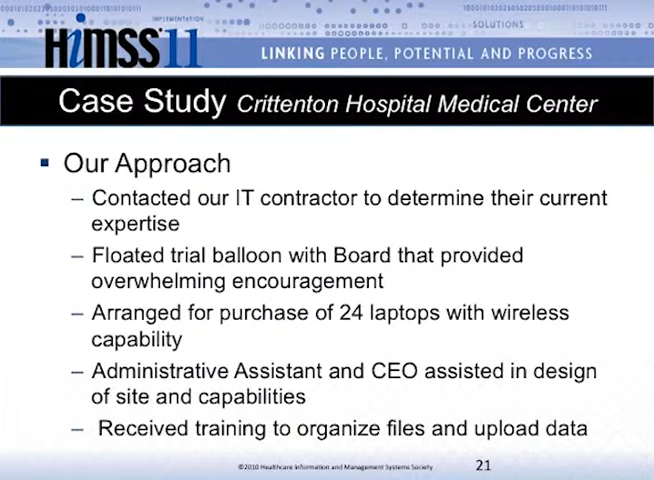 IMPLEMENTATION
SOLUTIONS
HiMSS 11
LINKING PEOPLE, POTENTIAL AND PROGRESS
Case Study Crittenton Hospital Medical Center
▪ Our Approach
– Contacted our IT contractor to determine their current
expertise
– Floated trial balloon with Board that provided
overwhelming encouragement
– Arranged for purchase of 24 laptops with wireless
capability
– Administrative Assistant and CEO assisted in design
of site and capabilities
– Received training to organize files and upload data
©2010 Healthcare Information and Management Systems Society
21